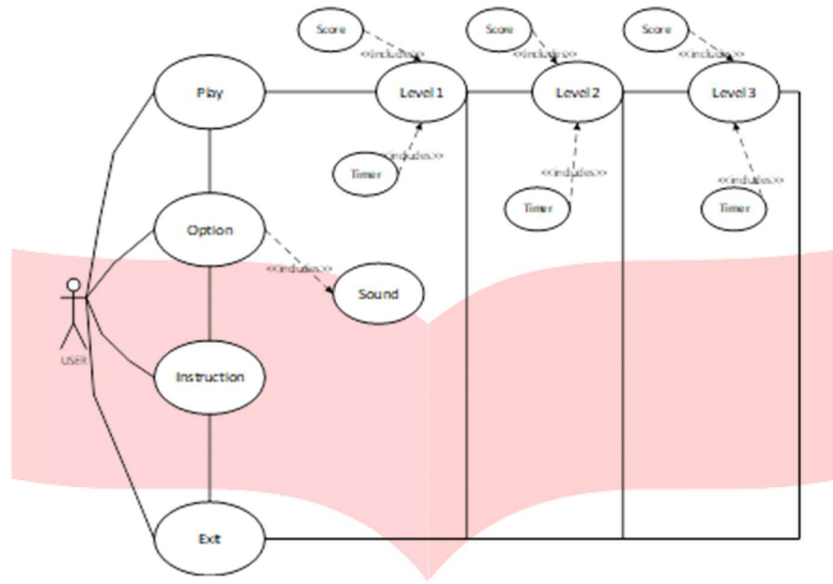 Score
Score
Score
<<includes>>
<<includes>>
<<includes>>
Play
Level 1
Level 2
Level 3
<<includes>>
Timer
<<includes>>
<<includes>>
Timer
Timer
Option
<<includes>>
Sound
USER
Instruction
Exit